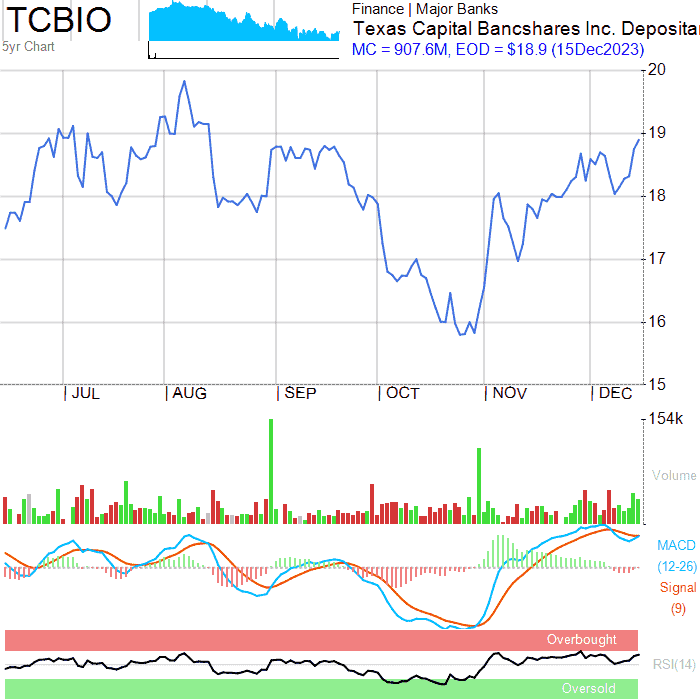 TCBIO
5yr Chart
Finance | Major Banks
Texas Capital Bancshares Inc. Depositar
MC = 907.6M, EOD = $18.9 (15Dec2023)
20
19
18
17
16
15
JUL AUG SEP OCT NOV DEC
154k
Volume
MACD
(12-26)
Signal
(9)
Overbought
RSI(14)
Oversold